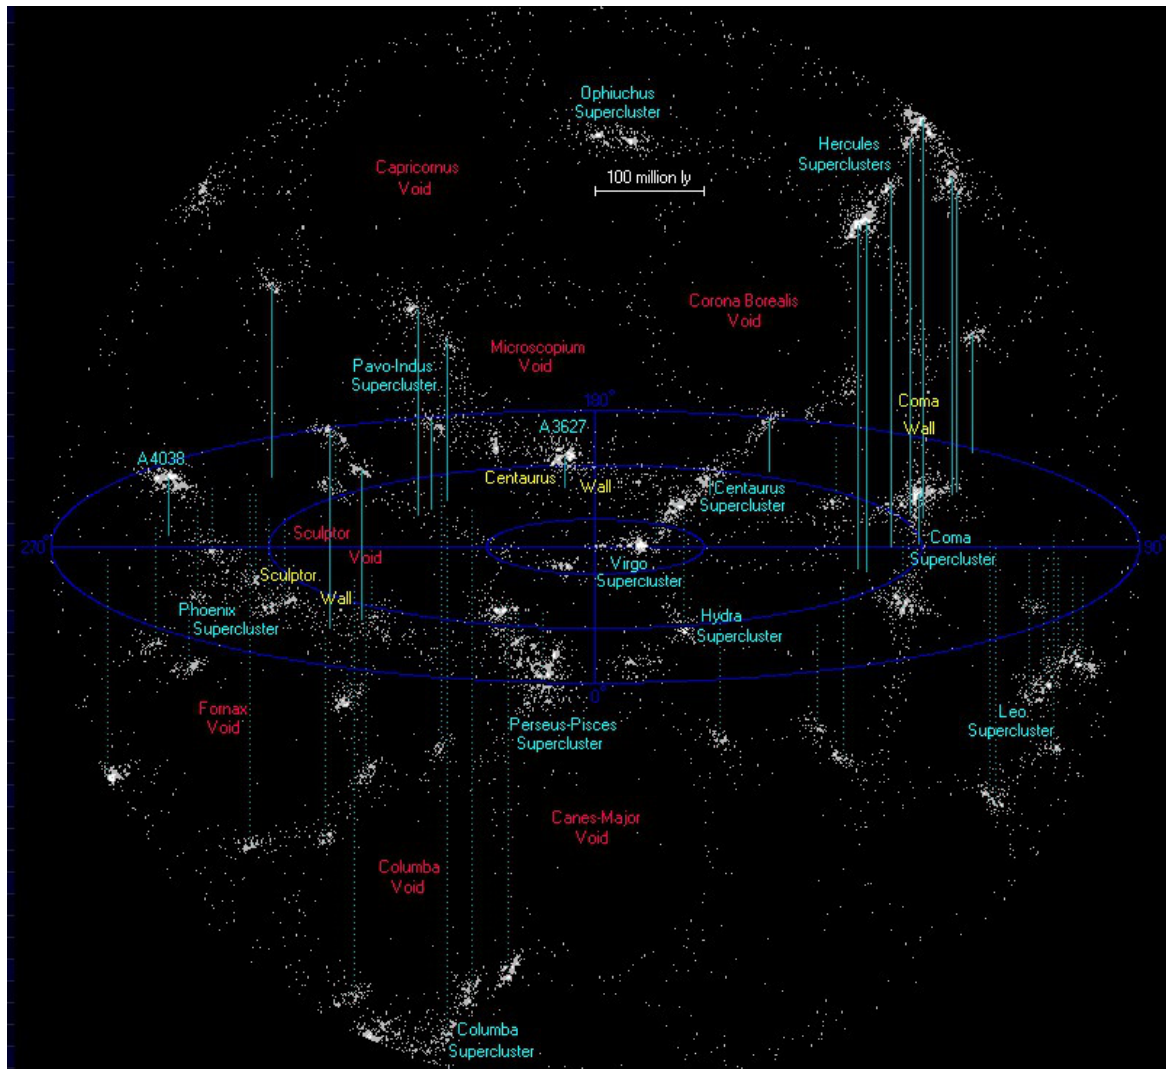 Ophiuchus
Supercluster
Hercules
Superclusters
Capricornus
Void
100 million ly
Corona Borealis
Void
Microscopium
Void
Pavo-Indus
Supercluster
180°
Coma
Wall
A3627
A4038
Centaurus
Wall
Centaurus
Supercluster
Sculptor
Void
270°
90°
Coma
Supercluster
Virgo
Supercluster
Sculptor
Wall
Phoenix
Supercluster
Hydra
Supercluster
0°
Fornax
Void
Perseus-Pisces
Supercluster
Leo
Supercluster
Canes-Major
Void
Columba
Void
Columba
Supercluster